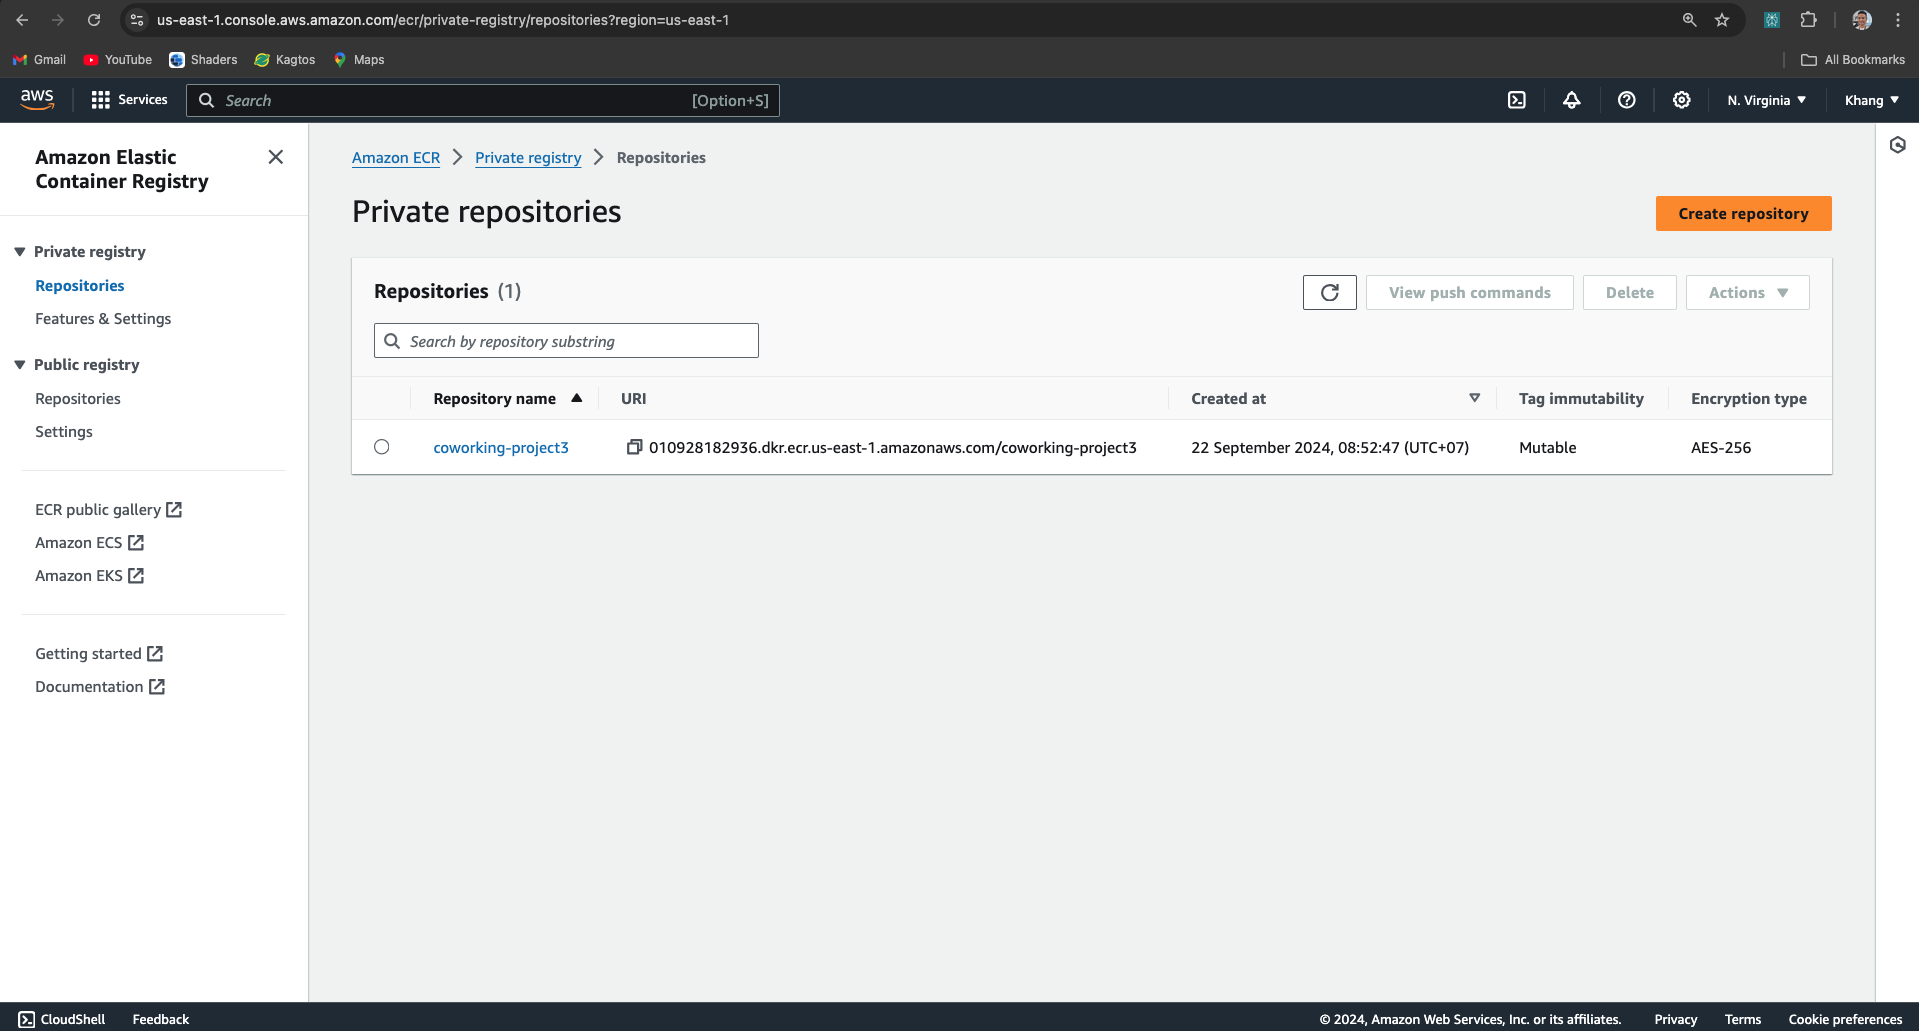 us-east-1.console.aws.amazon.com/ecr/private-registry/repositories?region=us-east-1
Gmail YouTube Shaders Kagtos Maps All Bookmarks
aws Services Search [Option+S] N. Virginia Khang
Amazon Elastic
Container Registry
Private registry
Repositories
Features & Settings
Public registry
Repositories
Settings
ECR public gallery
Amazon ECS
Amazon EKS
Getting started
Documentation
Amazon ECR Private registry Repositories
Private repositories
Create repository
Repositories (1)
View push commands Delete Actions
Search by repository substring
Repository name URI Created at Tag immutability Encryption type
coworking-project3 010928182936.dkr.ecr.us-east-1.amazonaws.com/coworking-project3 22 September 2024, 08:52:47 (UTC+07) Mutable AES-256
CloudShell Feedback © 2024, Amazon Web Services, Inc. or its affiliates. Privacy Terms Cookie preferences